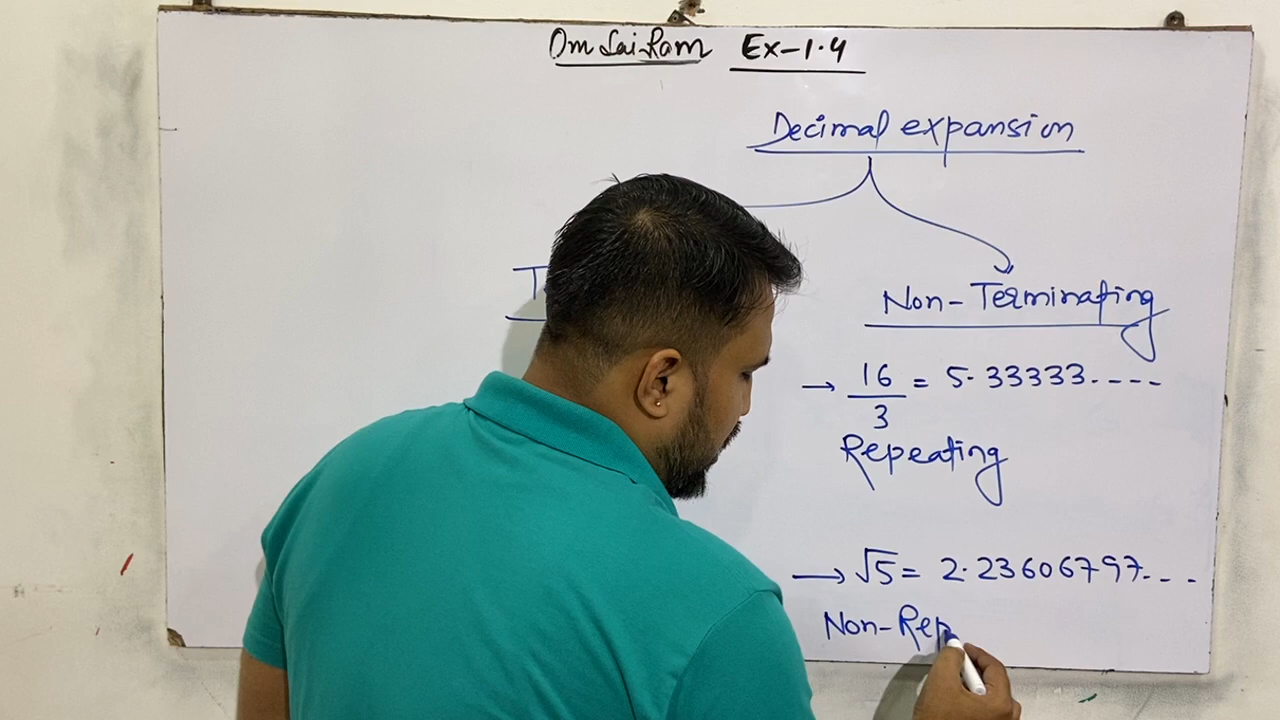 Om Sai Ram Ex-1.4
Decimal expansion
T
Non-Terminating
→ 16/3 = 5.33333.----
Repeating
→ √5 = 2.23606797...
Non-Rep